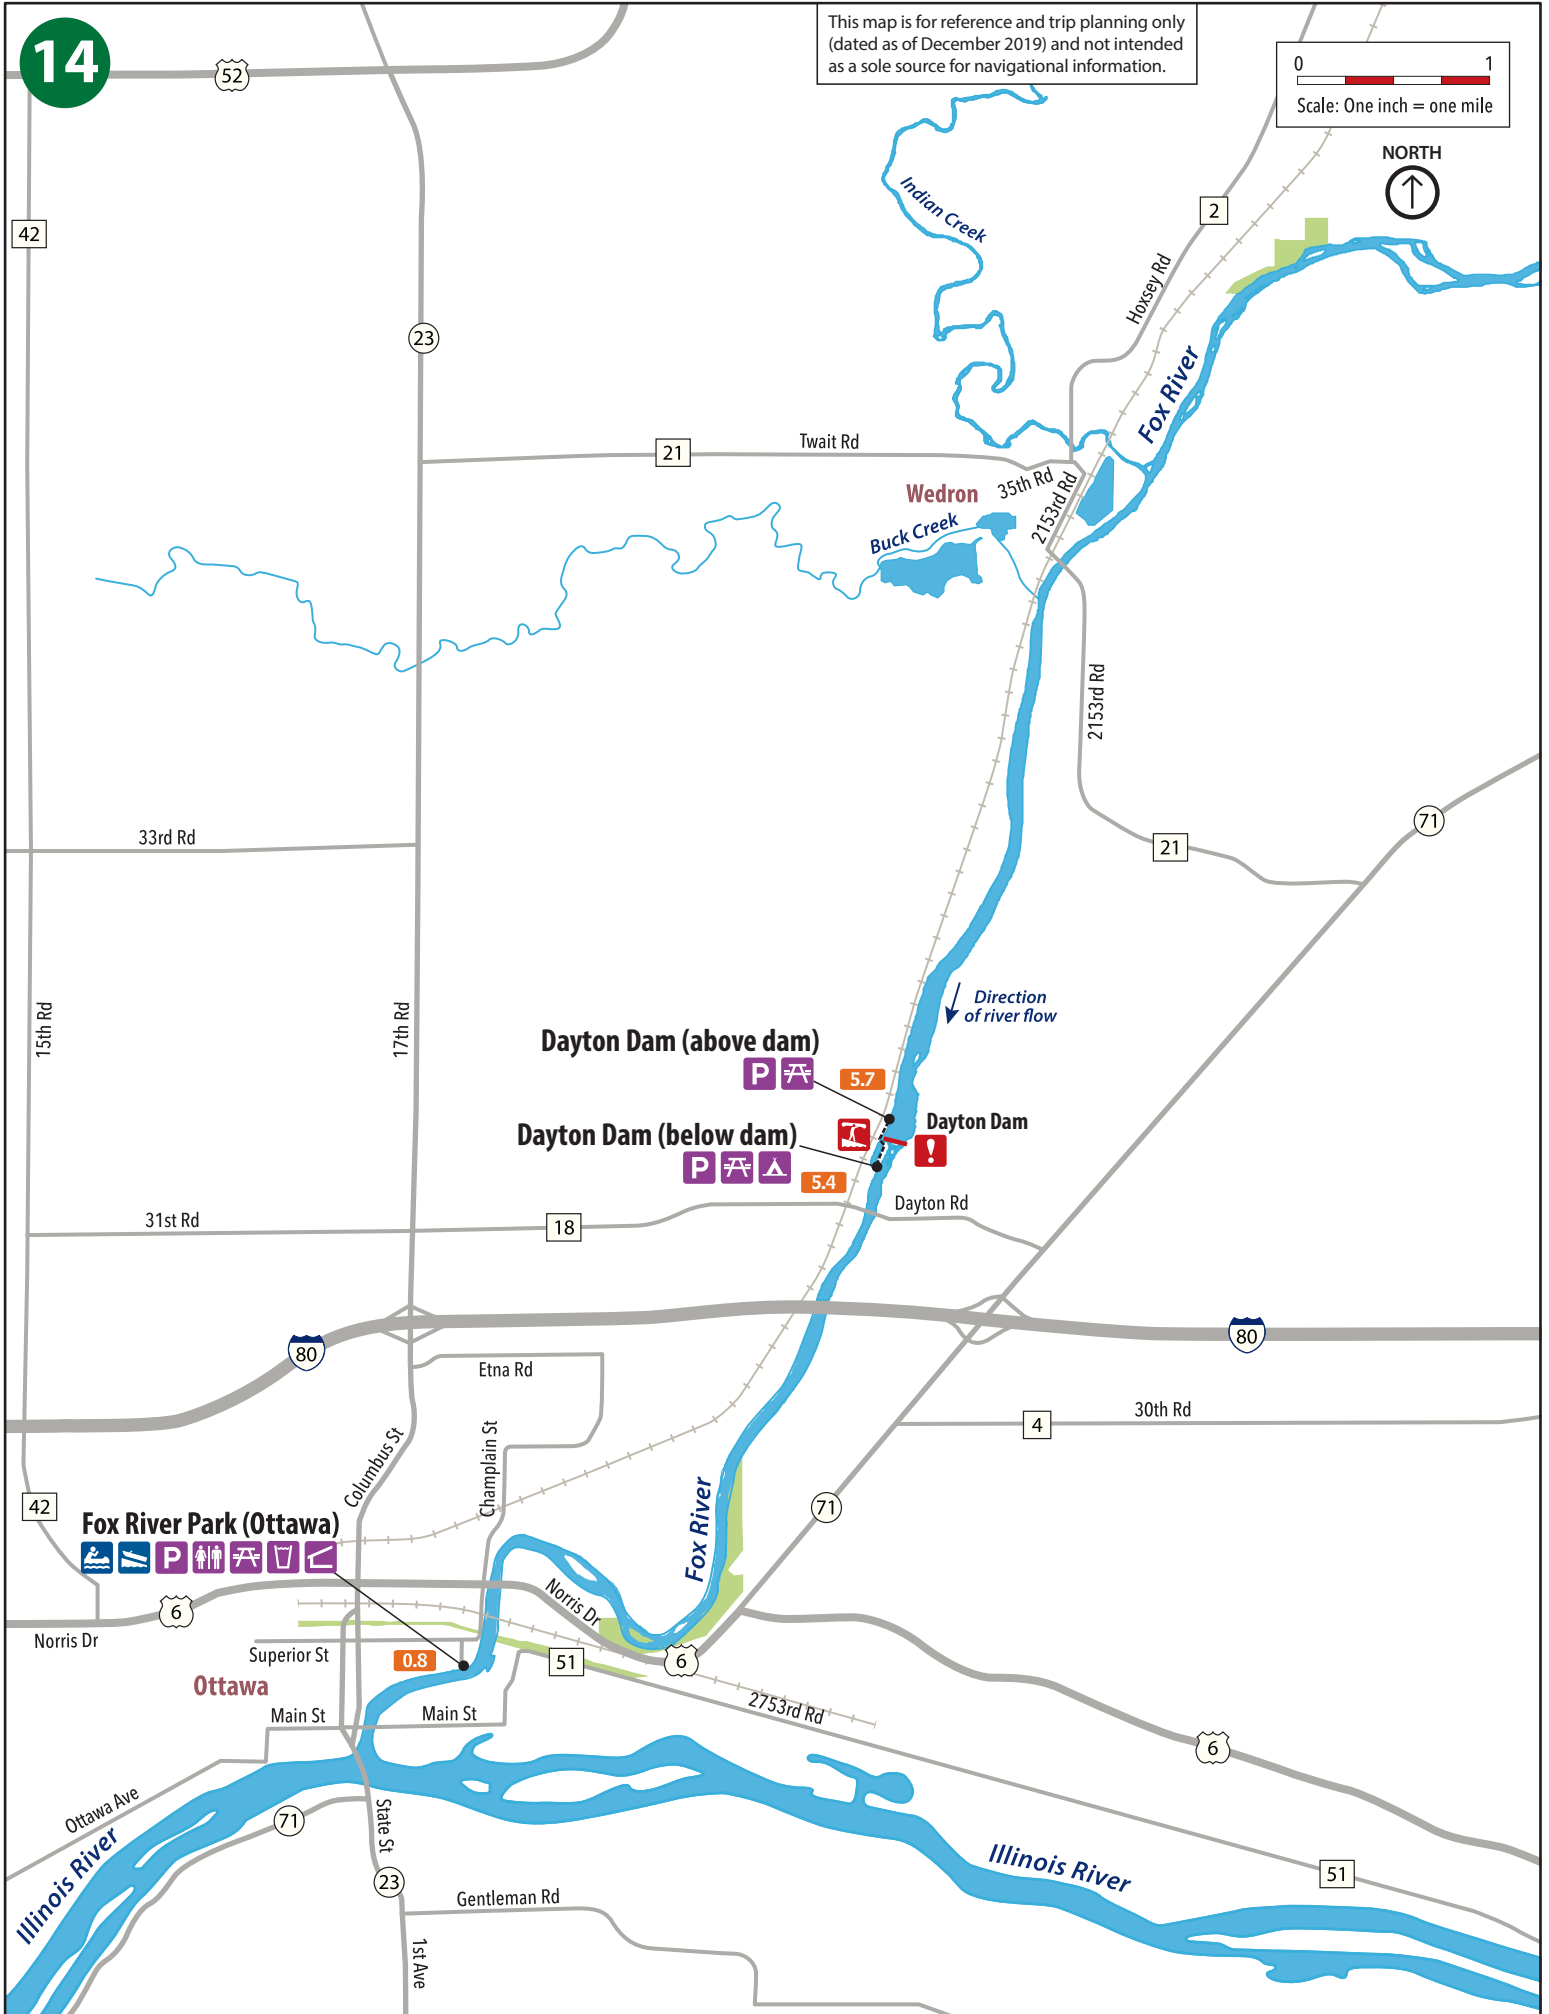 14
This map is for reference and trip planning only
(dated as of December 2019) and not intended
as a sole source for navigational information.
0 1
Scale: One inch = one mile
NORTH
52
42
23
2
Indian Creek
Hoxsey Rd
Fox River
21
Twait Rd
35th Rd
Wedron
2153rd Rd
Buck Creek
2153rd Rd
71
33rd Rd
21
15th Rd
17th Rd
Direction
of river flow
Dayton Dam (above dam)
P
5.7
Dayton Dam
!
Dayton Dam (below dam)
P
5.4
31st Rd
18
Dayton Rd
80
80
Etna Rd
30th Rd
4
Columbus St
Champlain St
42
Fox River
71
Fox River Park (Ottawa)
P
6
Norris Dr
Norris Dr
Superior St
0.8
51
6
Ottawa
2753rd Rd
Main St
Main St
6
Ottawa Ave
71
State St
Illinois River
Illinois River
51
23
Gentleman Rd
1st Ave